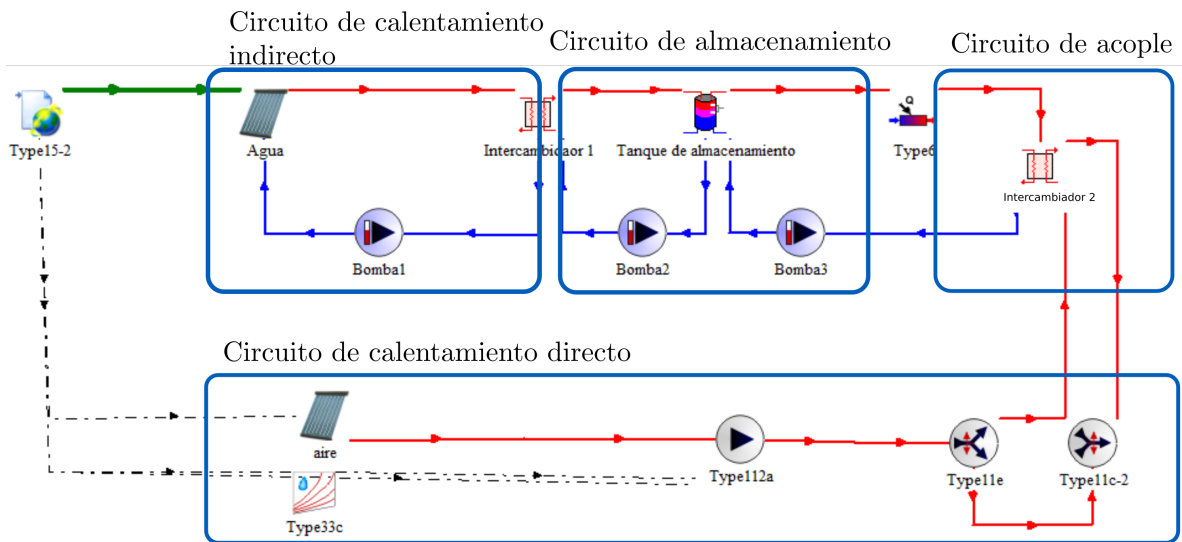 Circuito de calentamiento
indirecto
Circuito de almacenamiento
Circuito de acople
Type15-2
Agua
Intercambidaor 1
Tanque de almacenamiento
Q
Type6
Intercambiador 2
Bomba1
Bomba2
Bomba3
Circuito de calentamiento directo
aire
Type112a
Type11e
Type11c-2
Type33c